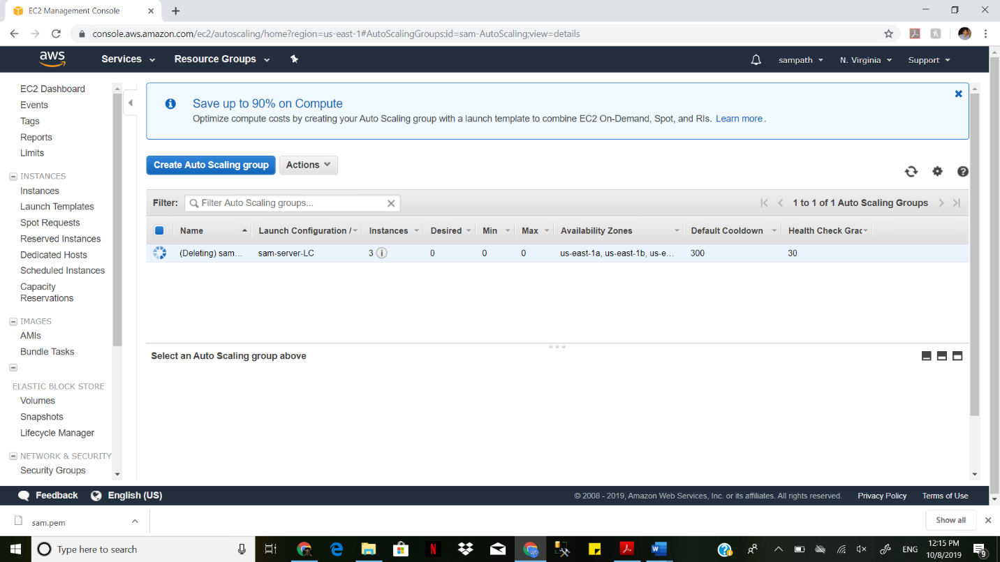 EC2 Management Console
console.aws.amazon.com/ec2/autoscaling/home?region=us-east-1#AutoScalingGroups:id=sam-AutoScaling;view=details
aws
Services
Resource Groups
sampath
N. Virginia
Support
EC2 Dashboard
Events
Tags
Reports
Limits
INSTANCES
Instances
Launch Templates
Spot Requests
Reserved Instances
Dedicated Hosts
Scheduled Instances
Capacity
Reservations
IMAGES
AMIs
Bundle Tasks
ELASTIC BLOCK STORE
Volumes
Snapshots
Lifecycle Manager
NETWORK & SECURITY
Security Groups
Save up to 90% on Compute
Optimize compute costs by creating your Auto Scaling group with a launch template to combine EC2 On-Demand, Spot, and RIs. Learn more.
Create Auto Scaling group
Actions
Filter:
Filter Auto Scaling groups...
1 to 1 of 1 Auto Scaling Groups
Name Launch Configuration / Instances Desired Min Max Availability Zones Default Cooldown Health Check Grac
(Deleting) sam... sam-server-LC 3 0 0 0 us-east-1a, us-east-1b, us-e... 300 30
Select an Auto Scaling group above
Feedback
English (US)
© 2008 - 2019, Amazon Web Services, Inc. or its affiliates. All rights reserved.
Privacy Policy
Terms of Use
sam.pem
Show all
Type here to search
ENG
12:15 PM
10/8/2019
9